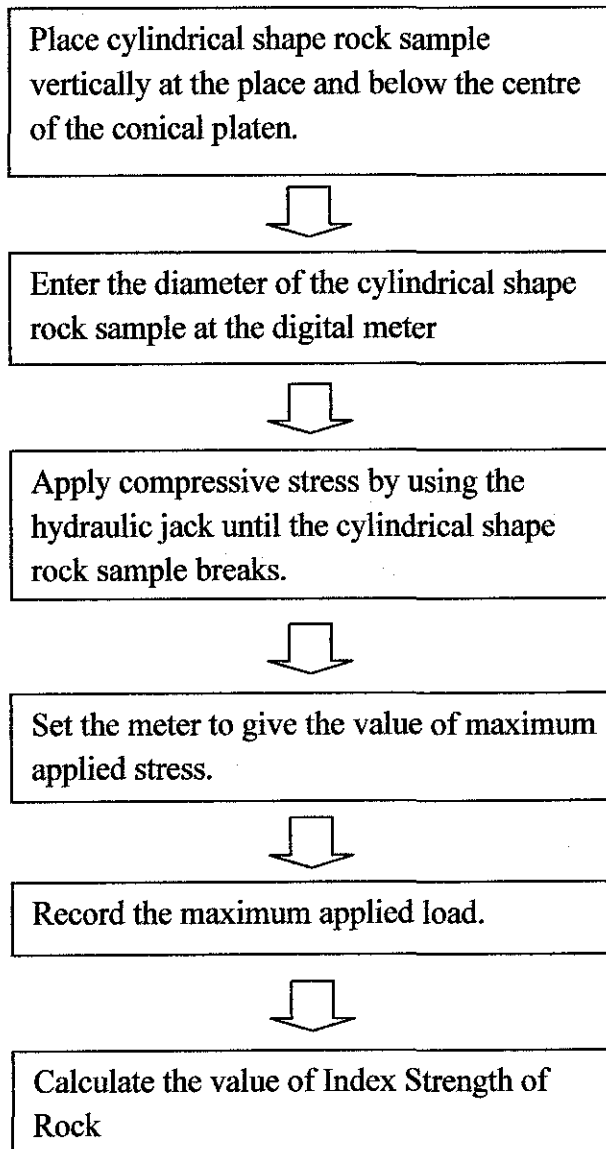 Place cylindrical shape rock sample
vertically at the place and below the centre
of the conical platen.
Enter the diameter of the cylindrical shape
rock sample at the digital meter
Apply compressive stress by using the
hydraulic jack until the cylindrical shape
rock sample breaks.
Set the meter to give the value of maximum
applied stress.
Record the maximum applied load.
Calculate the value of Index Strength of
Rock